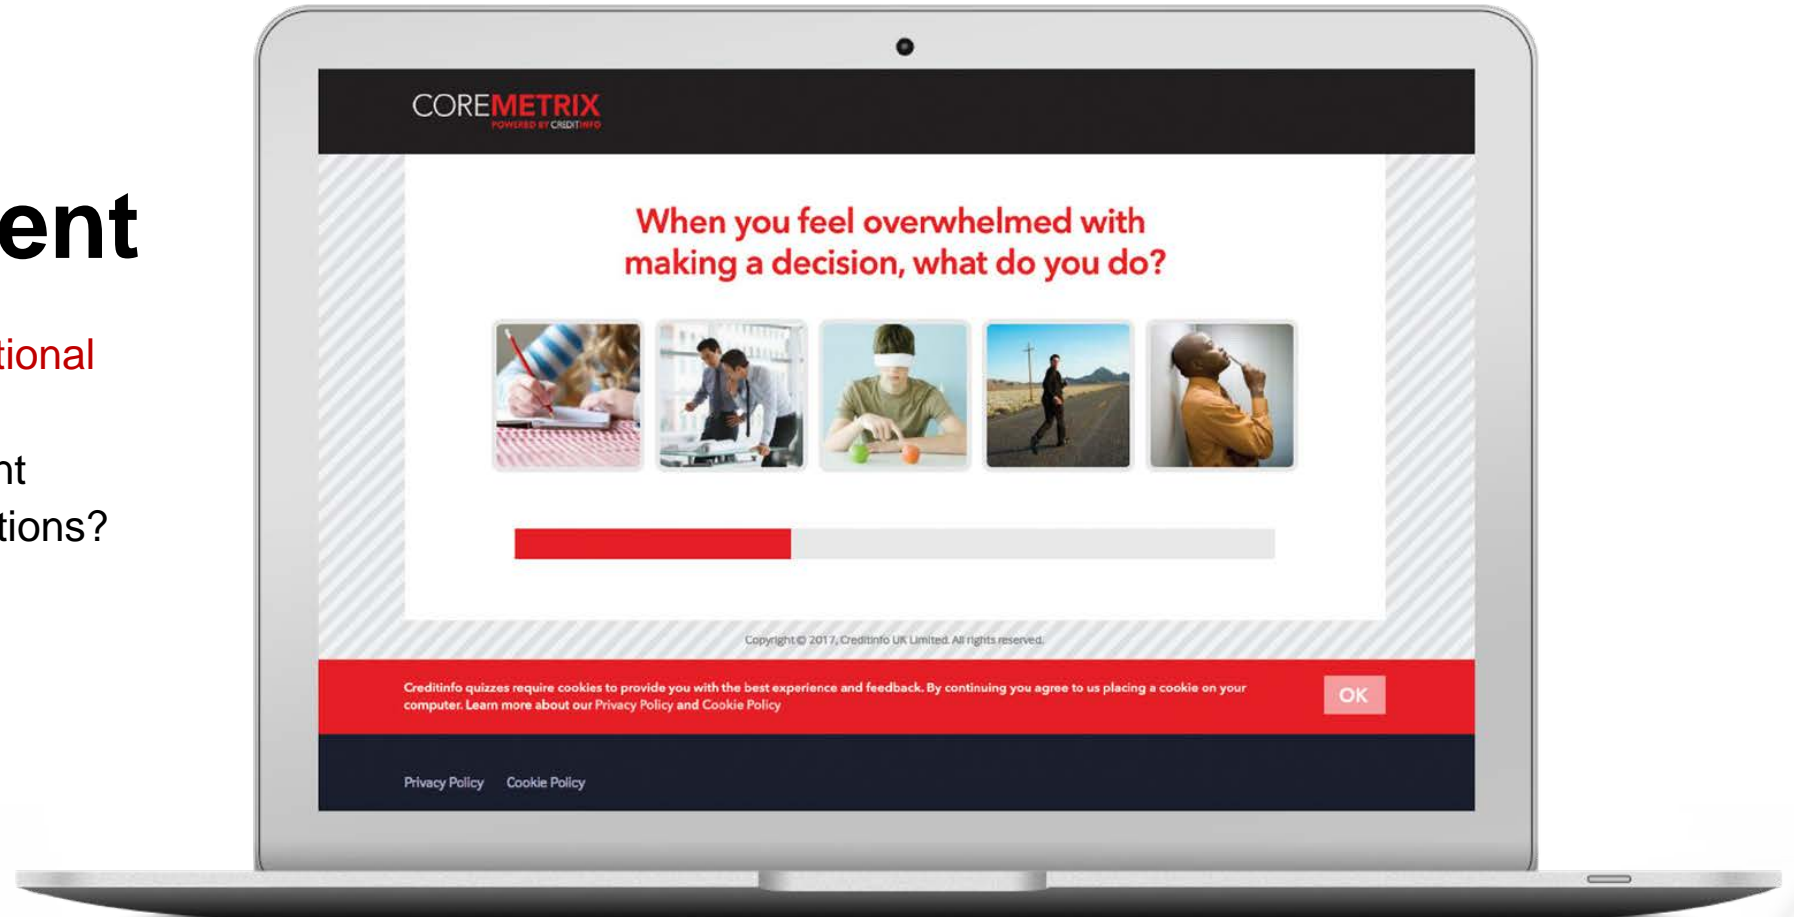 ent
tional
nt
tions?
COREMETRIX
POWERED BY CREDITINFO
When you feel overwhelmed with
making a decision, what do you do?
Copyright © 2017, Creditinfo UK Limited. All rights reserved.
Creditinfo quizzes require cookies to provide you with the best experience and feedback. By continuing you agree to us placing a cookie on your
computer. Learn more about our Privacy Policy and Cookie Policy
OK
Privacy Policy Cookie Policy